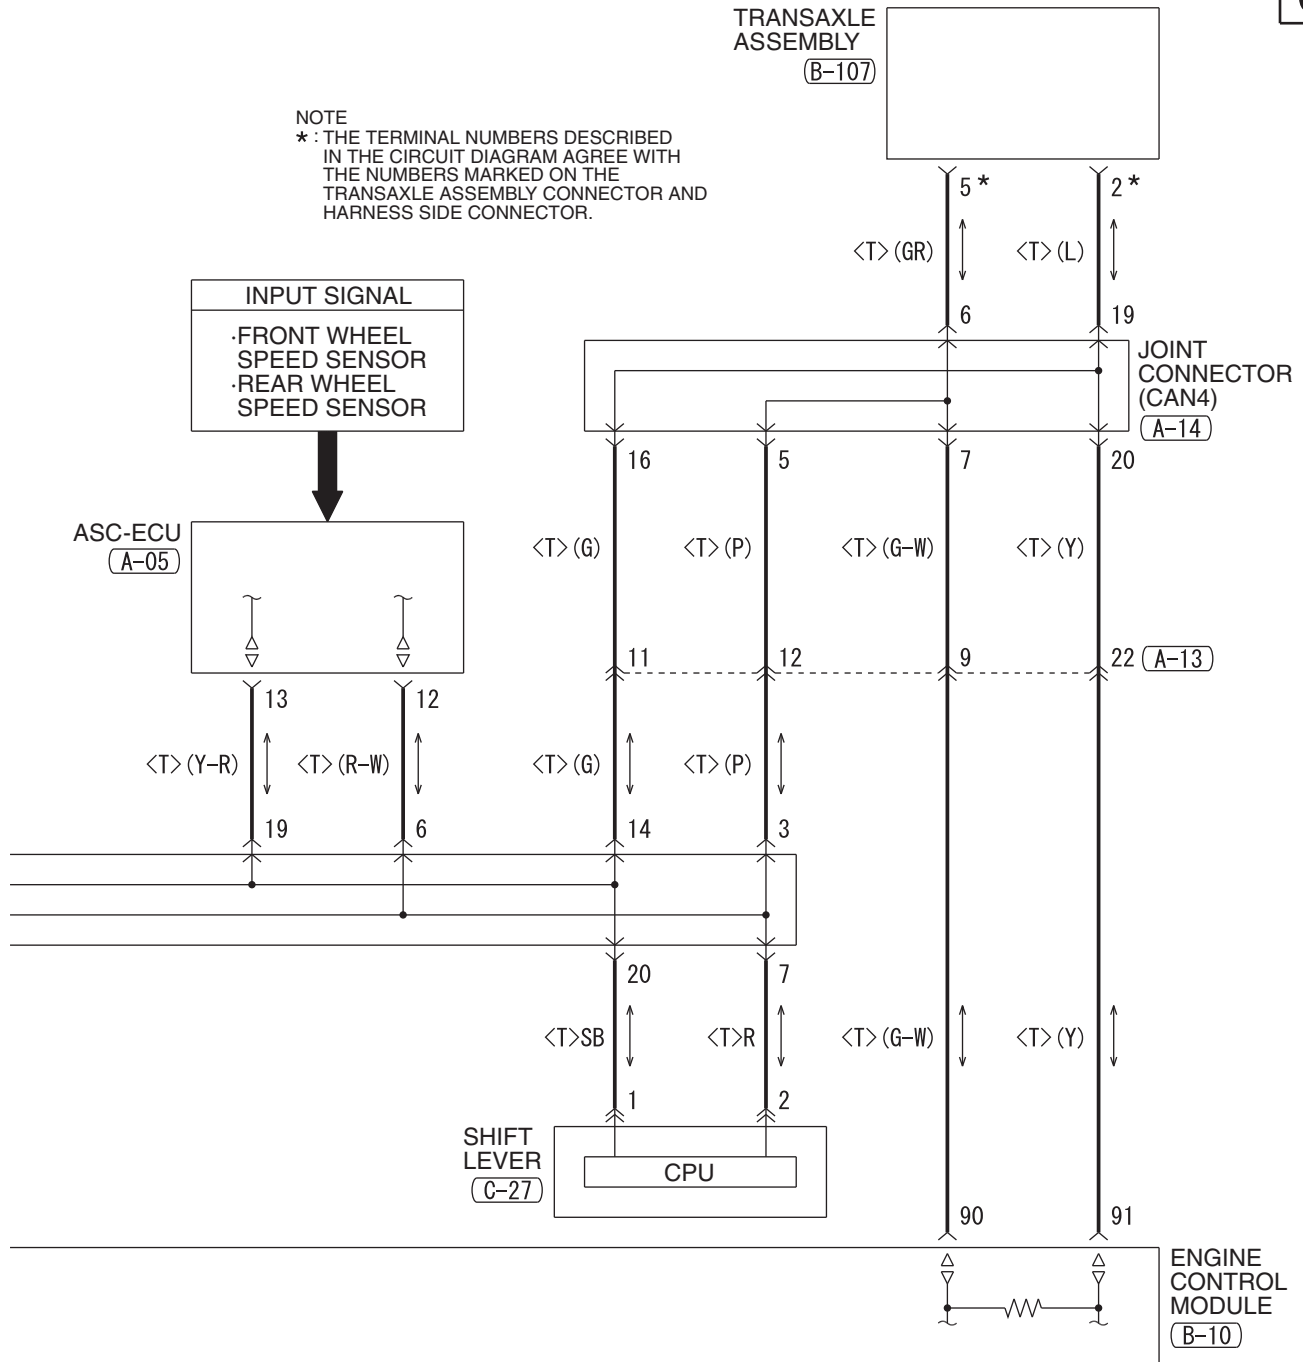 TRANSAXLE
ASSEMBLY
B-107
NOTE
* : THE TERMINAL NUMBERS DESCRIBED
IN THE CIRCUIT DIAGRAM AGREE WITH
THE NUMBERS MARKED ON THE
TRANSAXLE ASSEMBLY CONNECTOR AND
HARNESS SIDE CONNECTOR.
5 * 2 *
<T>(GR) <T>(L)
6 19
INPUT SIGNAL
·FRONT WHEEL
SPEED SENSOR
·REAR WHEEL
SPEED SENSOR
JOINT
CONNECTOR
(CAN4)
A-14
16 5 7 20
ASC-ECU
A-05
<T>(G) <T>(P) <T>(G-W) <T>(Y)
11 12 9 22 A-13
13 12
<T>(Y-R) <T>(R-W) <T>(G) <T>(P)
19 6 14 3
20 7
<T>SB <T>R <T>(G-W) <T>(Y)
1 2
SHIFT
LEVER
C-27
CPU
90 91
ENGINE
CONTROL
MODULE
B-10